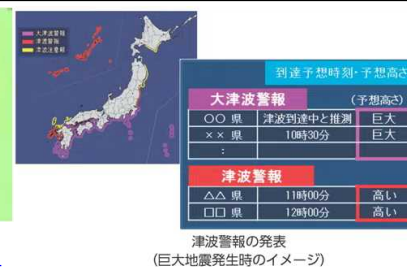 大津波警報
津波警報
津波注意報
到達予想時刻・予想高さ
大津波警報 (予想高さ)
〇〇 県 津波到達中と推測 巨大
×× 県 10時30分 巨大
:
津波警報
△△ 県 11時00分 高い
□□ 県 12時00分 高い
津波警報の発表
(巨大地震発生時のイメージ)